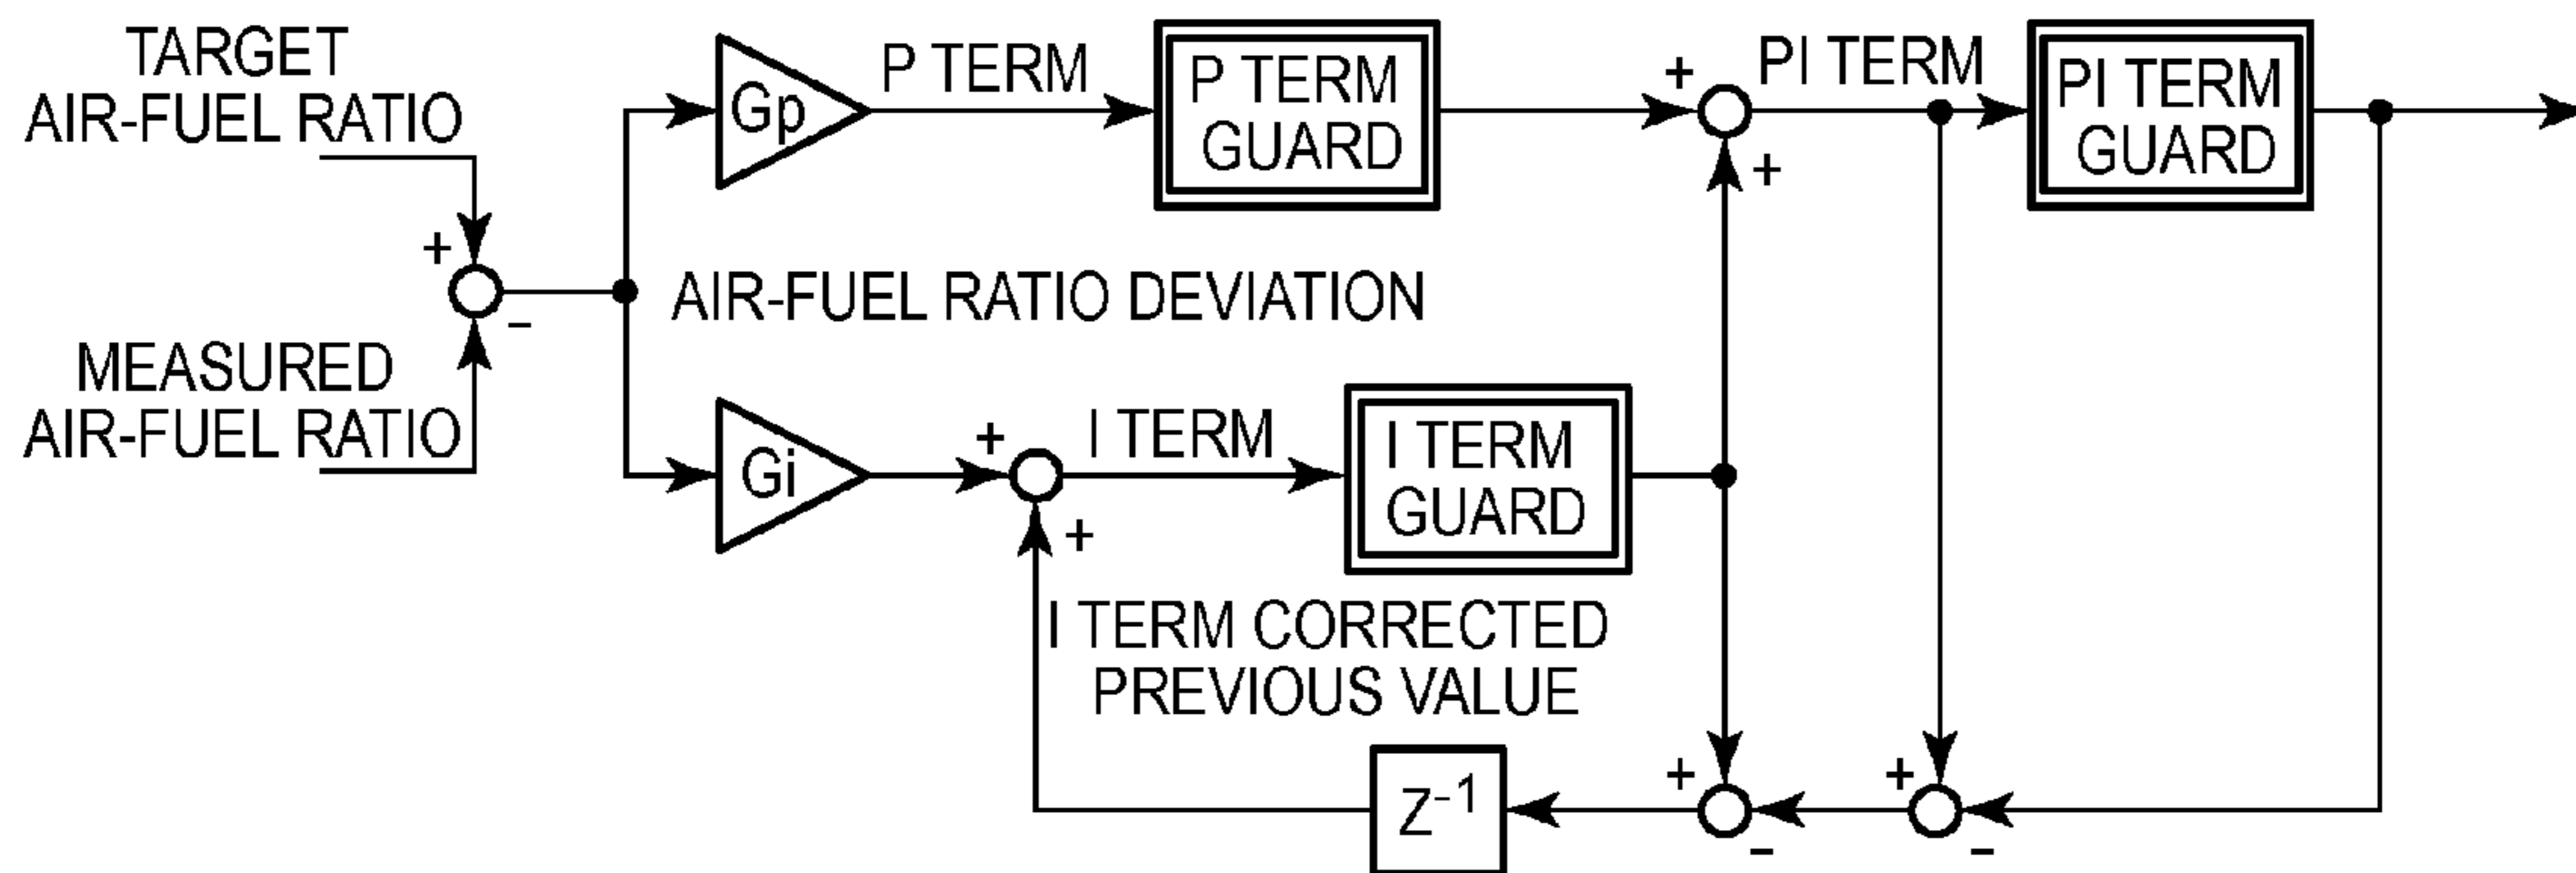 TARGET
AIR-FUEL RATIO
+
-
MEASURED
AIR-FUEL RATIO
AIR-FUEL RATIO DEVIATION
Gp
P TERM
P TERM
GUARD
+
+
PI TERM
PI TERM
GUARD
Gi
+
+
I TERM
I TERM
GUARD
I TERM CORRECTED
PREVIOUS VALUE
Z⁻¹
+
-
+
-